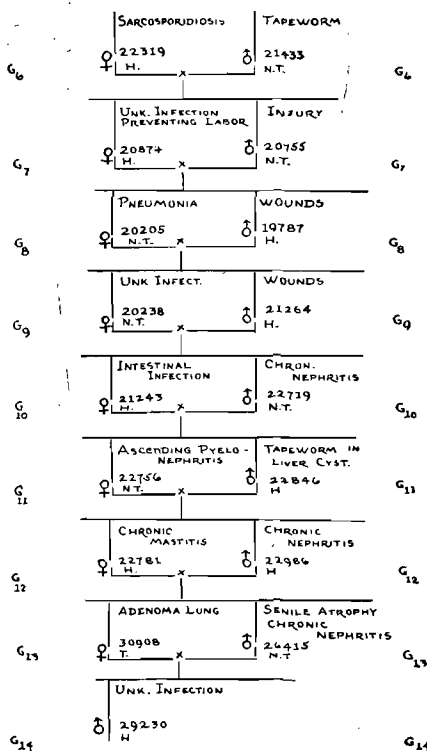 SARCOSPORIDIOSIS TAPEWORM
♀ 22319 ♂ 21433
H. N.T.
G6 × G6
UNK. INFECTION INJURY
PREVENTING LABOR
♀ 20874 ♂ 20755
H. N.T.
G7 × G7
PNEUMONIA WOUNDS
♀ 20205 ♂ 19787
N.T. H.
G8 × G8
UNK INFECT. WOUNDS
♀ 20238 ♂ 21264
N.T. H.
G9 × G9
INTESTINAL CHRON.
INFECTION NEPHRITIS
♀ 21243 ♂ 22719
H. N.T.
G10 × G10
ASCENDING PYELO- TAPEWORM IN
NEPHRITIS LIVER CYST.
♀ 22756 ♂ 22846
N.T. H
G11 × G11
CHRONIC CHRONIC
MASTITIS NEPHRITIS
♀ 22781 ♂ 22986
H. H
G12 × G12
ADENOMA LUNG SENILE ATROPHY
CHRONIC
NEPHRITIS
♀ 30908 ♂ 26415
T. N.T
G13 × G13
UNK. INFECTION
♂ 29230
H
G14 G14